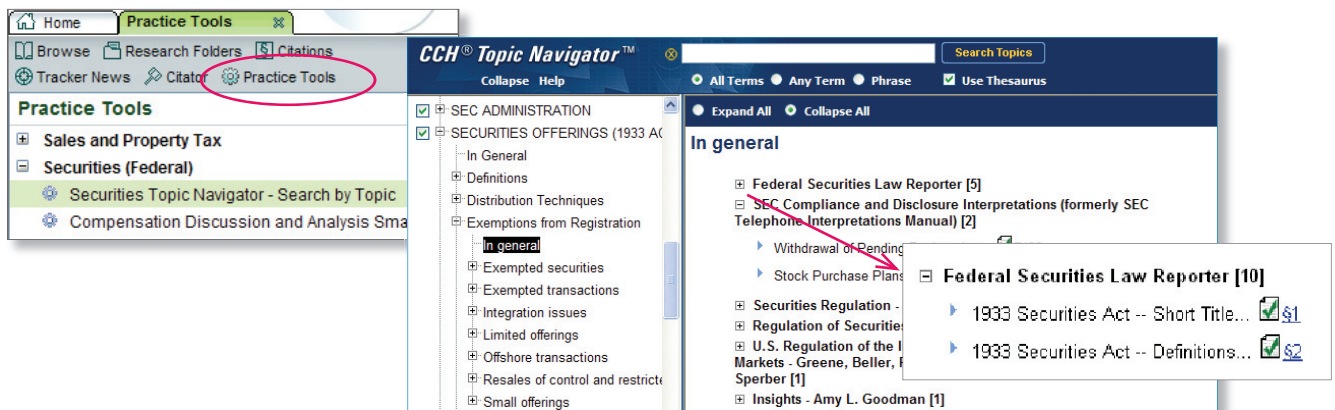 Home
Practice Tools
Browse Research Folders Citations
Tracker News Citator Practice Tools
Practice Tools
Sales and Property Tax
Securities (Federal)
Securities Topic Navigator - Search by Topic
Compensation Discussion and Analysis Sma
CCH® Topic Navigator™
Collapse Help
Search Topics
All Terms Any Term Phrase Use Thesaurus
SEC ADMINISTRATION
SECURITIES OFFERINGS (1933 A
In General
Definitions
Distribution Techniques
Exemptions from Registration
In general
Exempted securities
Exempted transactions
Integration issues
Limited offerings
Offshore transactions
Resales of control and restricte
Small offerings
Expand All Collapse All
In general
Federal Securities Law Reporter [5]
SEC Compliance and Disclosure Interpretations (formerly SEC
Telephone Interpretations Manual) [2]
Withdrawal of Pending
Stock Purchase Plans
Securities Regulation -
Regulation of Securities
U.S. Regulation of the I
Markets - Greene, Beller,
Sperber [1]
Insights - Amy L. Goodman [1]
Federal Securities Law Reporter [10]
1933 Securities Act -- Short Title... §1
1933 Securities Act -- Definitions... §2